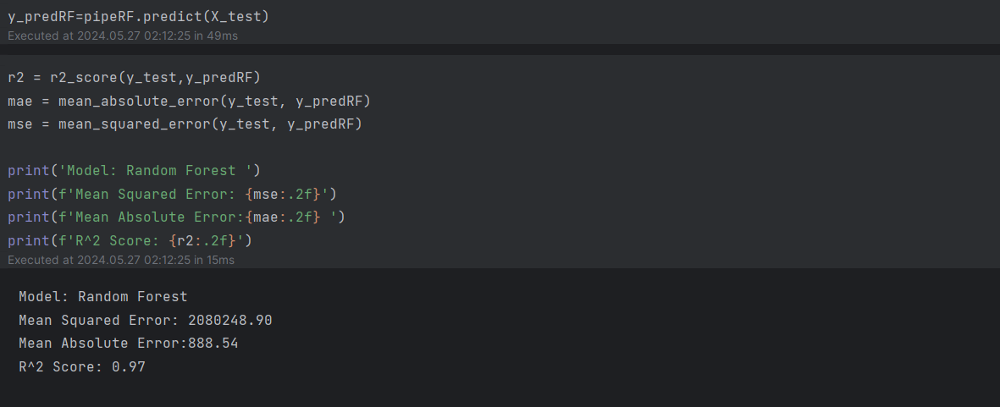 y_predRF=pipeRF.predict(X_test)
Executed at 2024.05.27 02:12:25 in 49ms
r2 = r2_score(y_test,y_predRF)
mae = mean_absolute_error(y_test, y_predRF)
mse = mean_squared_error(y_test, y_predRF)
print('Model: Random Forest ')
print(f'Mean Squared Error: {mse:.2f}')
print(f'Mean Absolute Error:{mae:.2f} ')
print(f'R^2 Score: {r2:.2f}')
Executed at 2024.05.27 02:12:25 in 15ms
Model: Random Forest
Mean Squared Error: 2080248.90
Mean Absolute Error:888.54
R^2 Score: 0.97